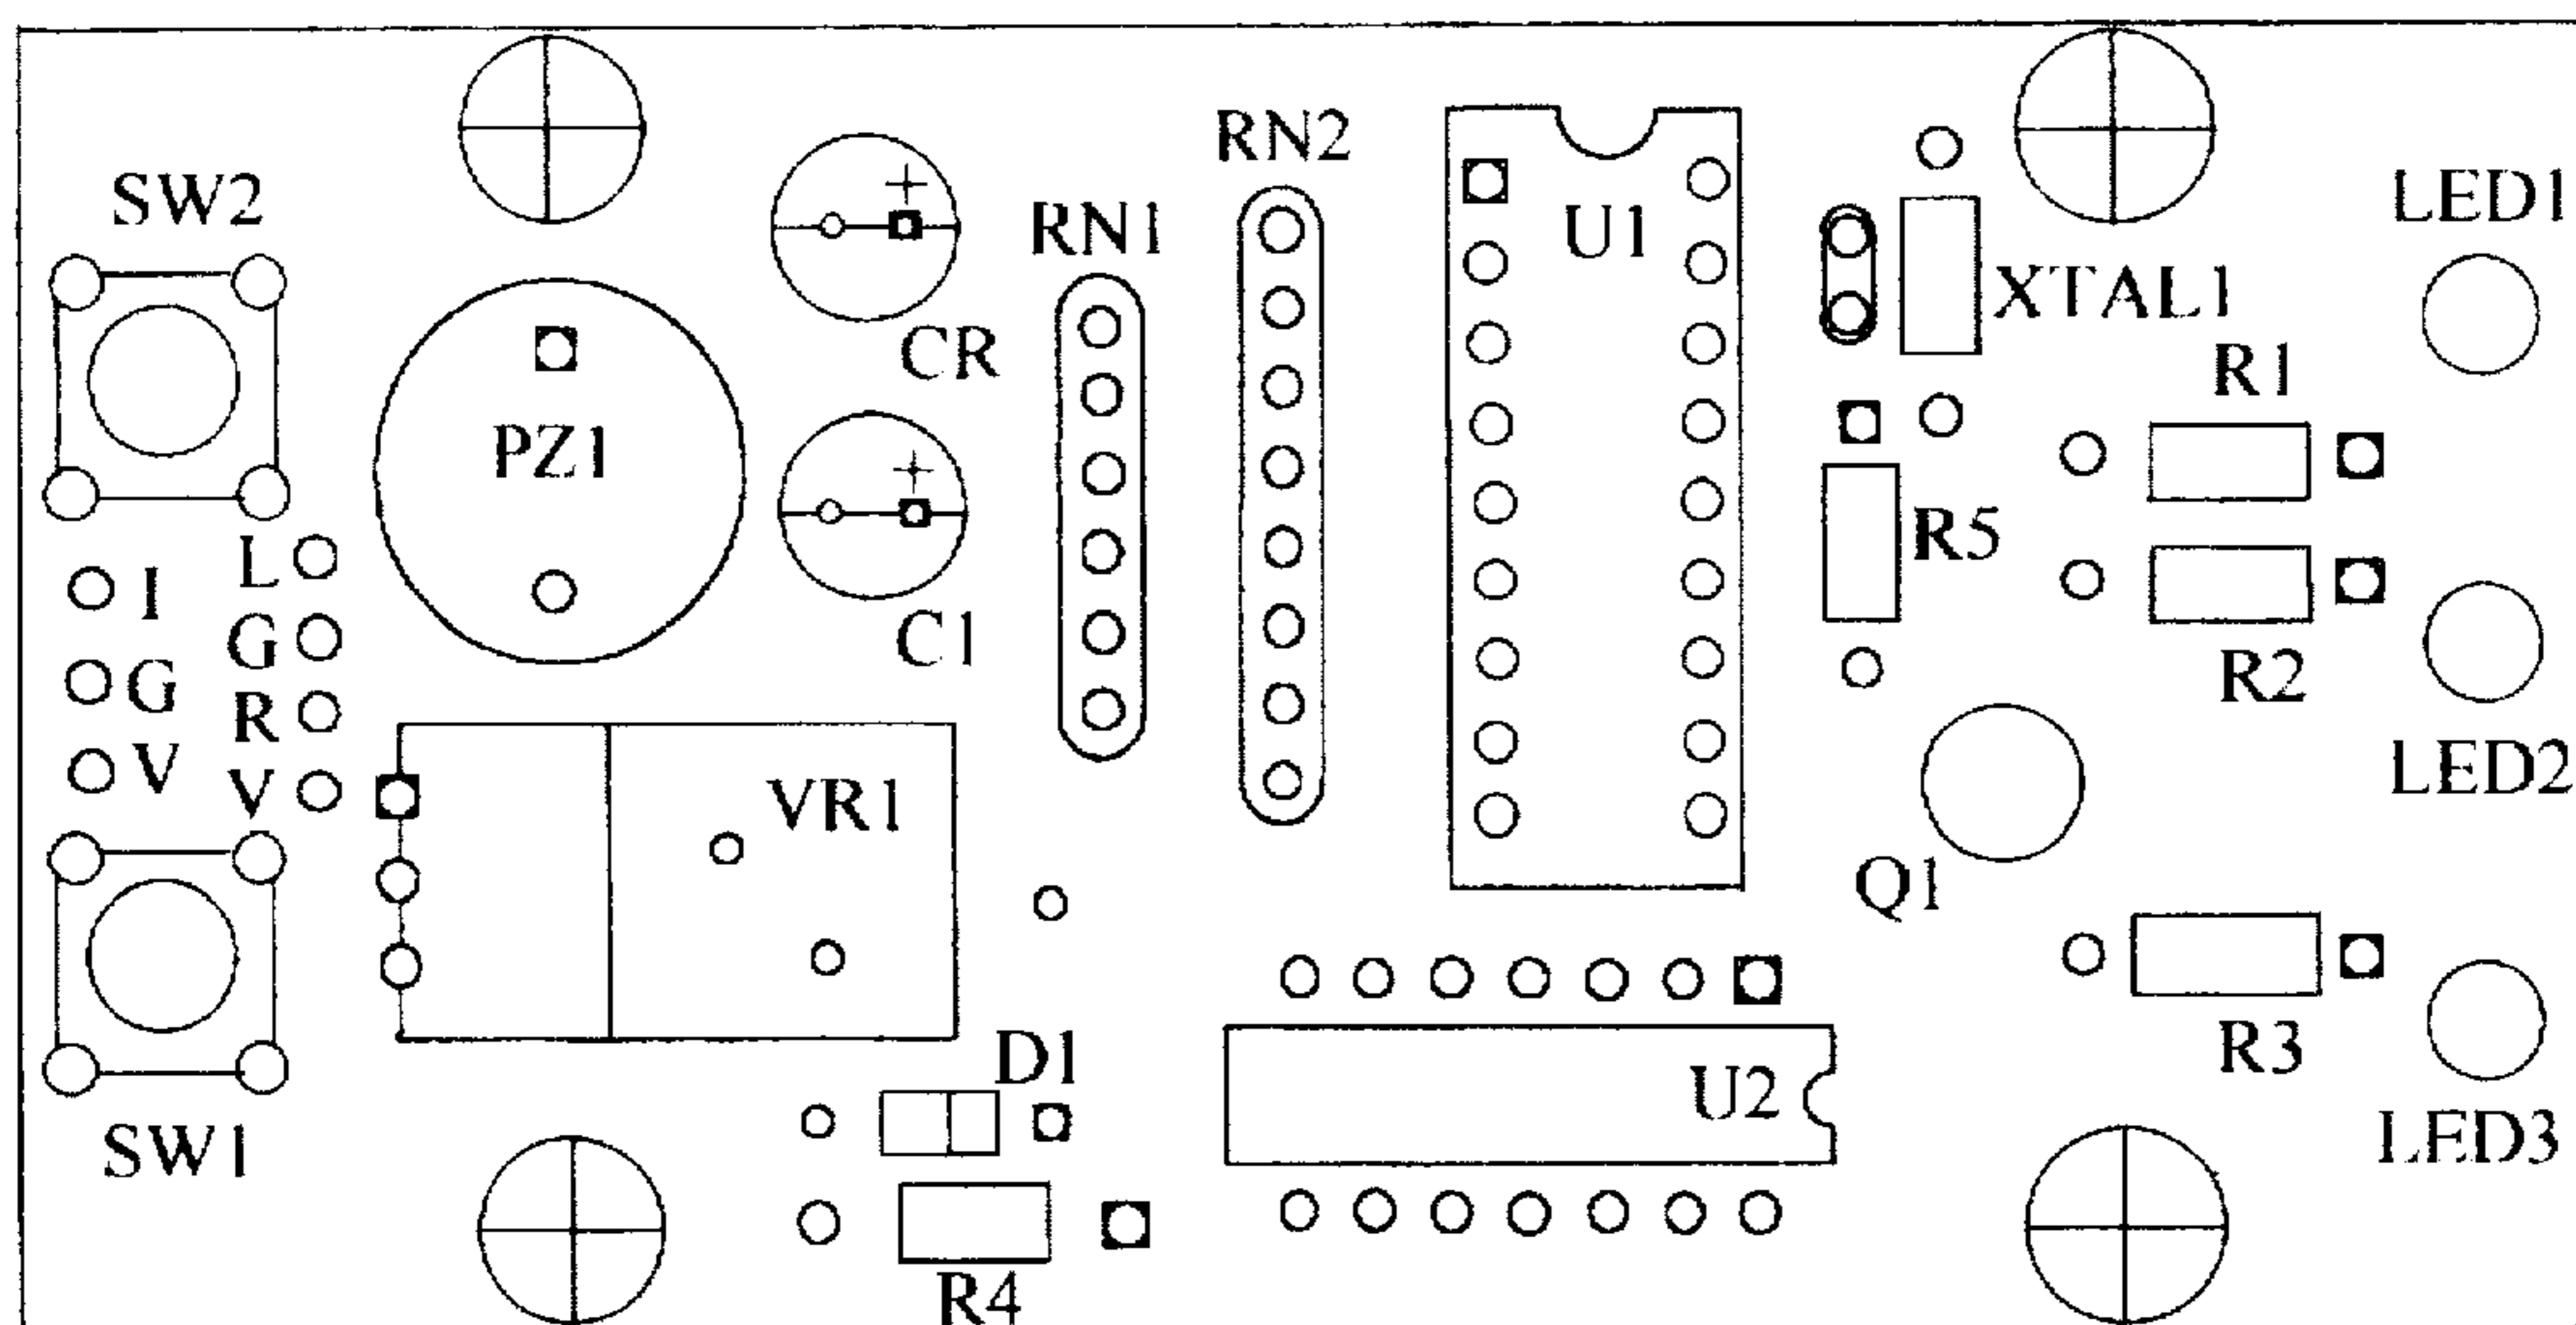 RN2
SW2
LED1
RN1
U1
XTAL1
CR
R1
PZ1
R5
L
I
G
C1
G
R2
R
V
V
LED2
VR1
Q1
D1
R3
U2
SW1
LED3
R4